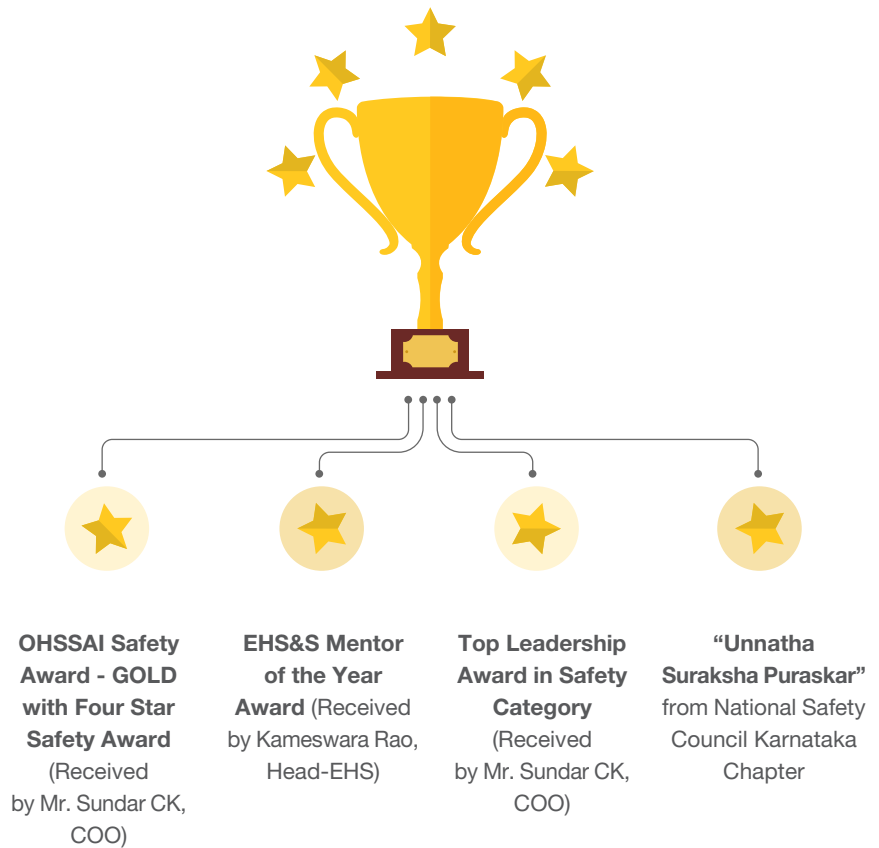 OHSSAI Safety
Award - GOLD
with Four Star
Safety Award
(Received
by Mr. Sundar CK,
COO)
EHS&S Mentor
of the Year
Award (Received
by Kameswara Rao,
Head-EHS)
Top Leadership
Award in Safety
Category
(Received
by Mr. Sundar CK,
COO)
“Unnatha
Suraksha Puraskar”
from National Safety
Council Karnataka
Chapter